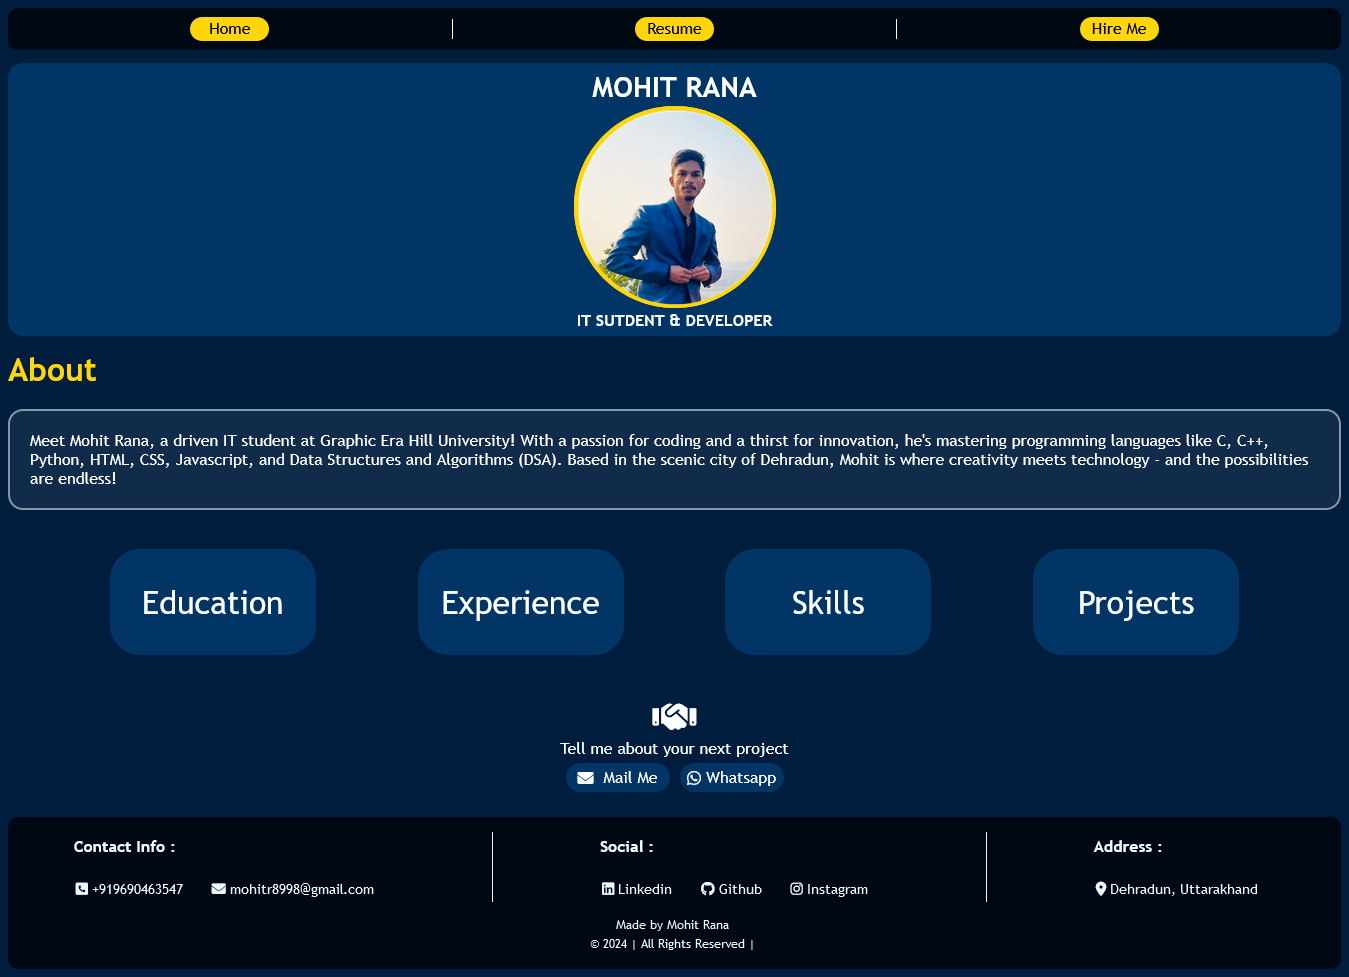 Home Resume Hire Me
MOHIT RANA
IT SUTDENT & DEVELOPER
About
Meet Mohit Rana, a driven IT student at Graphic Era Hill University! With a passion for coding and a thirst for innovation, he's mastering programming languages like C, C++,
Python, HTML, CSS, Javascript, and Data Structures and Algorithms (DSA). Based in the scenic city of Dehradun, Mohit is where creativity meets technology - and the possibilities
are endless!
Education Experience Skills Projects
Tell me about your next project
Mail Me Whatsapp
Contact Info : Social : Address :
+919690463547 mohitr8998@gmail.com Linkedin Github Instagram Dehradun, Uttarakhand
Made by Mohit Rana
© 2024 | All Rights Reserved |